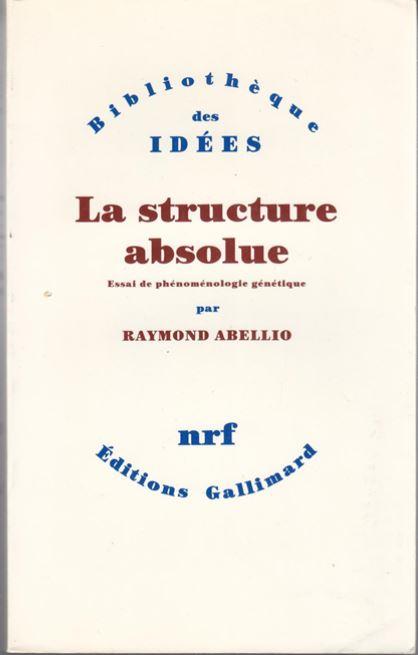 Bibliothèque
des
IDÉES
La structure
absolue
Essai de phénoménologie génétique
par
RAYMOND ABELLIO
nrf
Éditions Gallimard